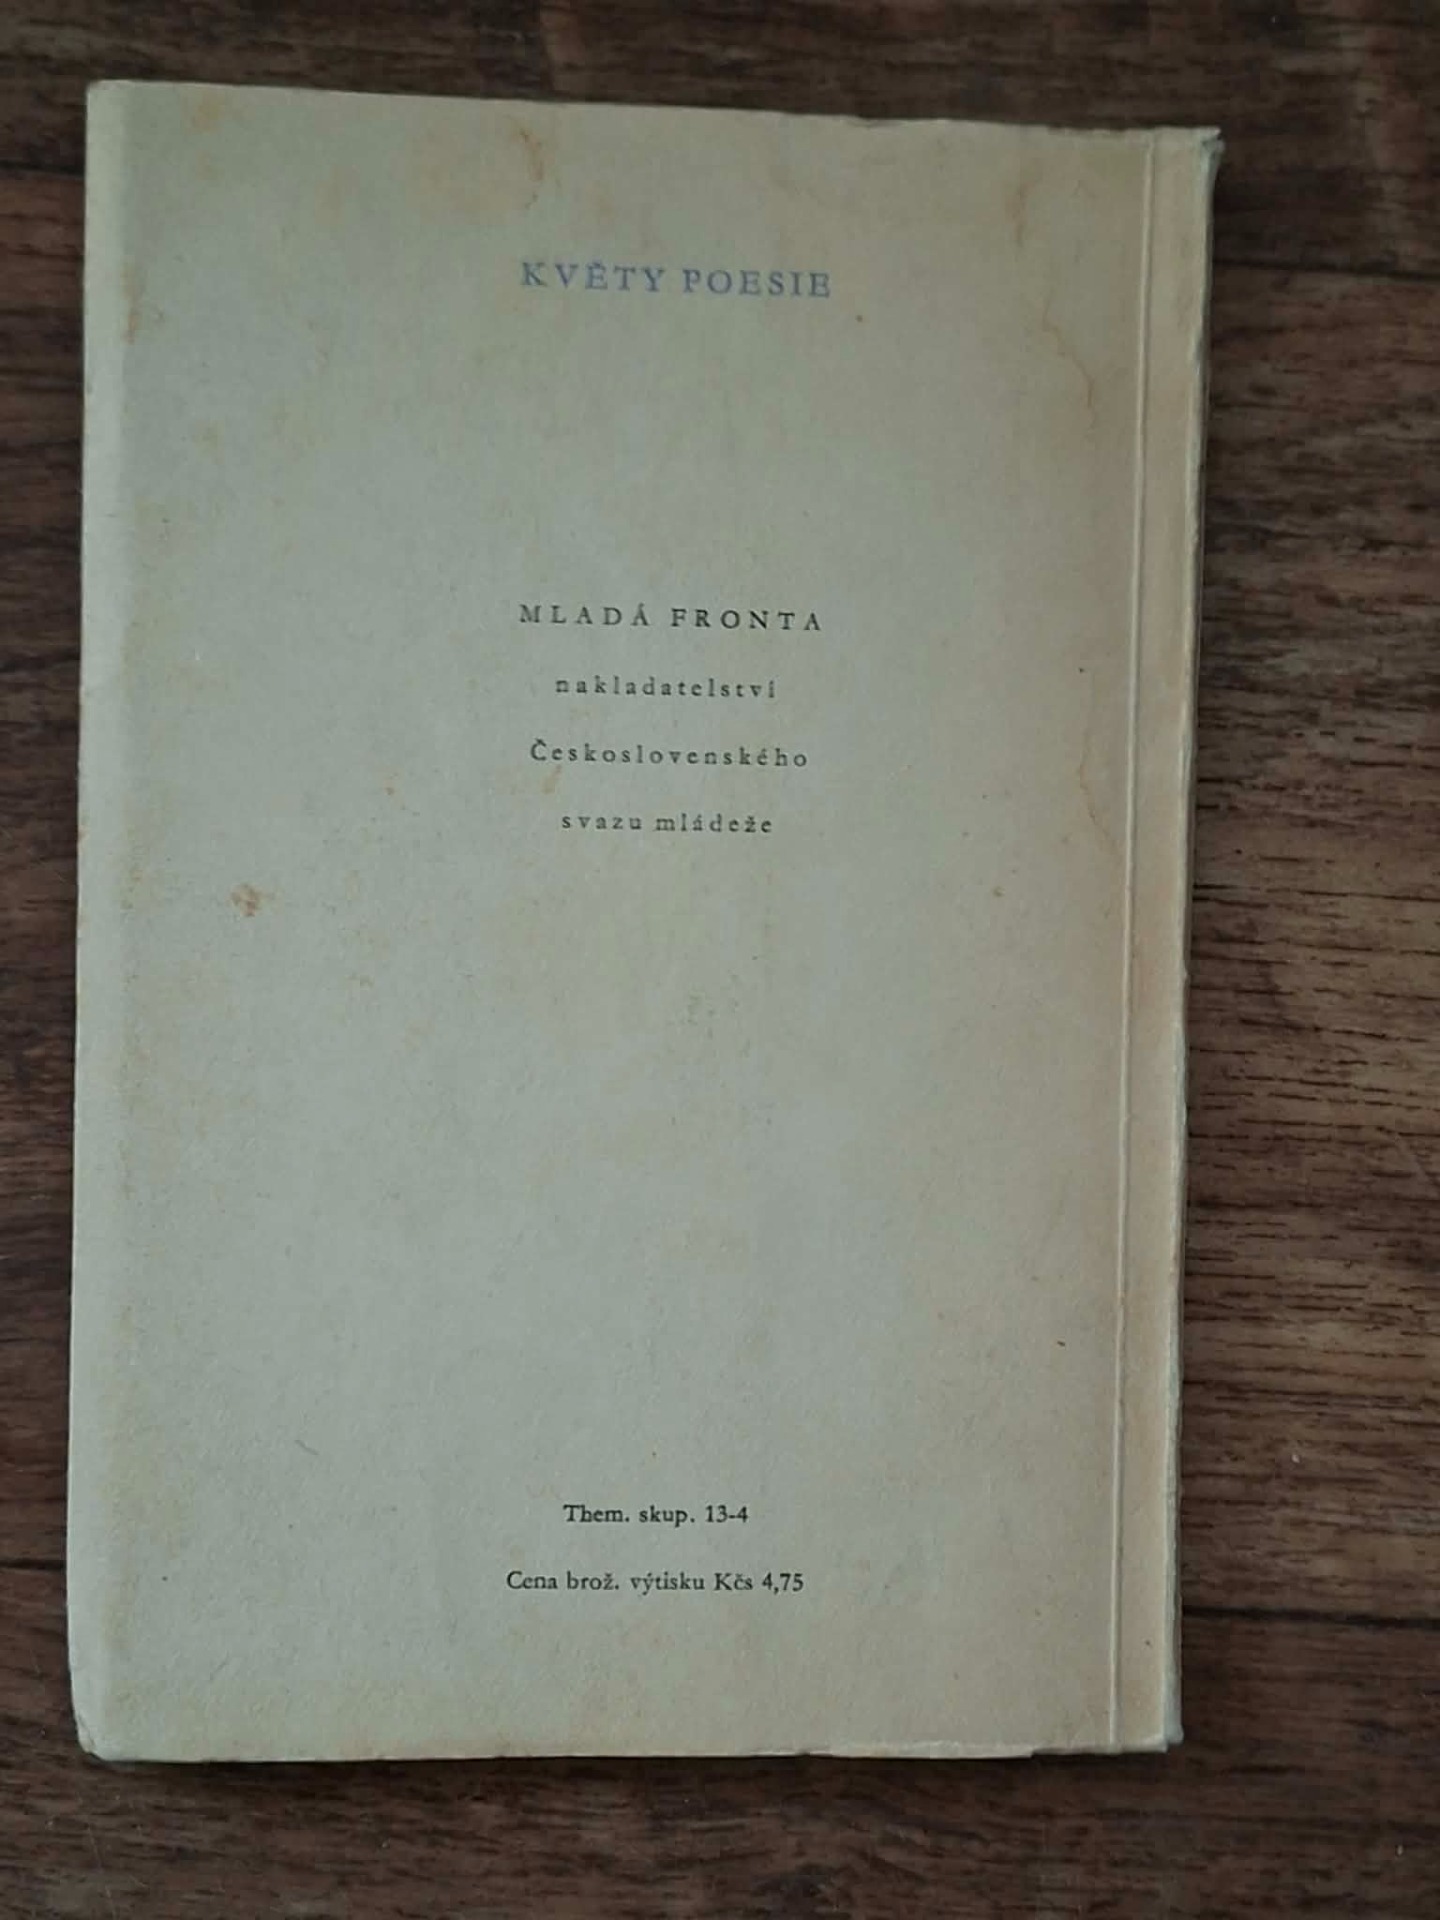 KVĚTY POESIE
MLADÁ FRONTA
nakladatelství
Československého
svazu mládeže
Them. skup. 13-4
Cena brož. výtisku Kčs 4,75